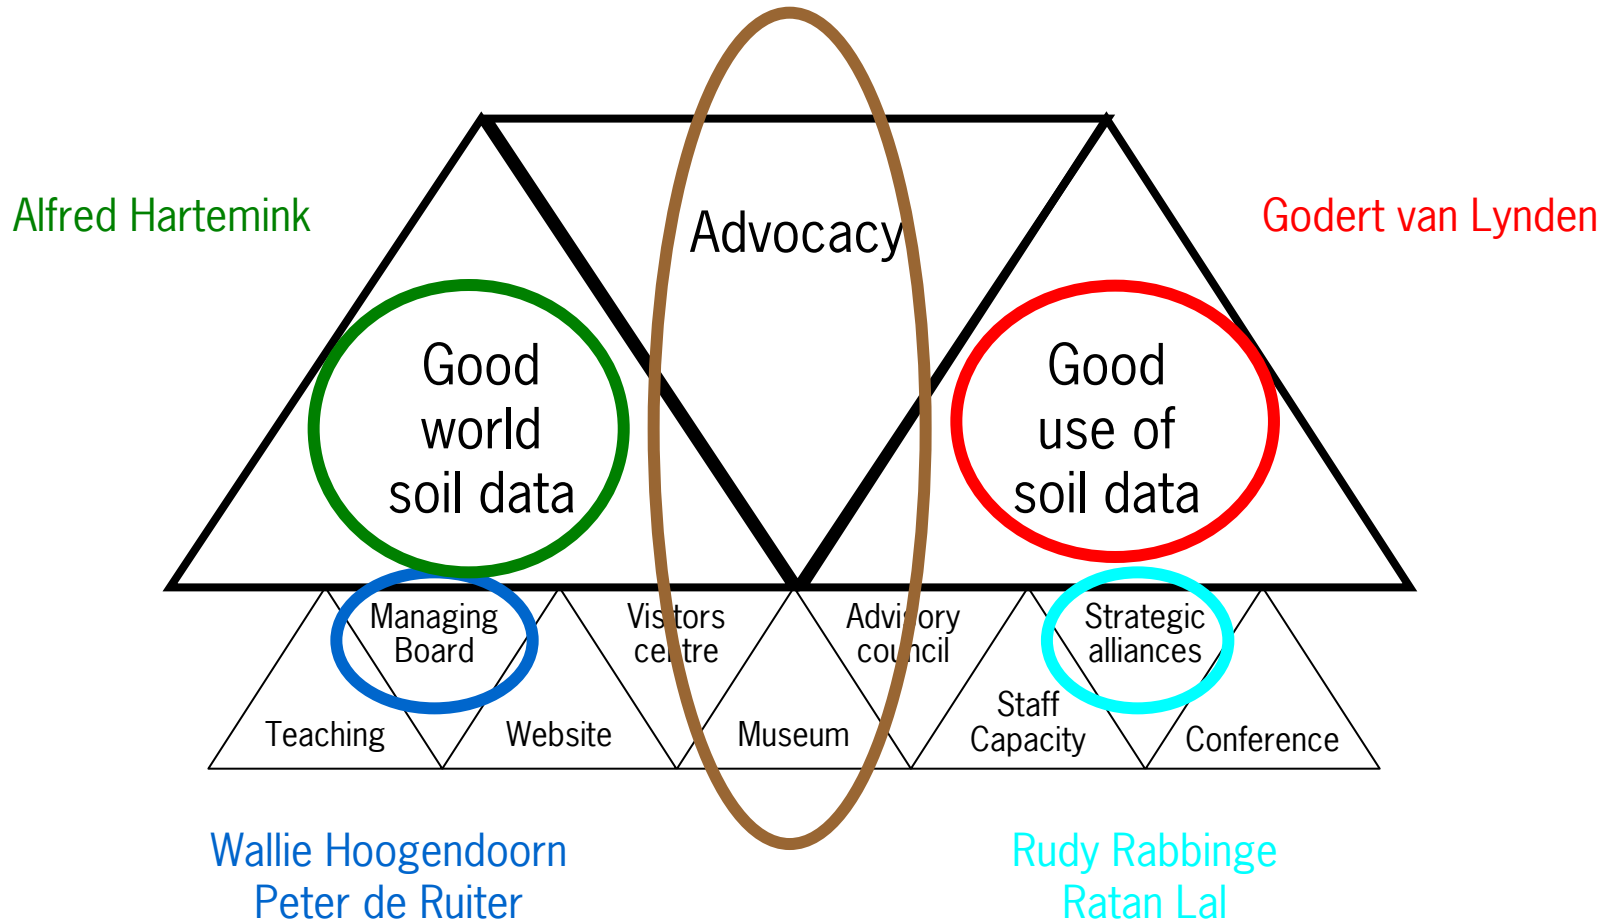 Alfred Hartemink
Advocacy
Godert van Lynden
Good
world
soil data
Good
use of
soil data
Managing
Board
Visitors
centre
Advisory
council
Strategic
alliances
Teaching
Website
Museum
Staff
Capacity
Conference
Wallie Hoogendoorn
Peter de Ruiter
Rudy Rabbinge
Ratan Lal